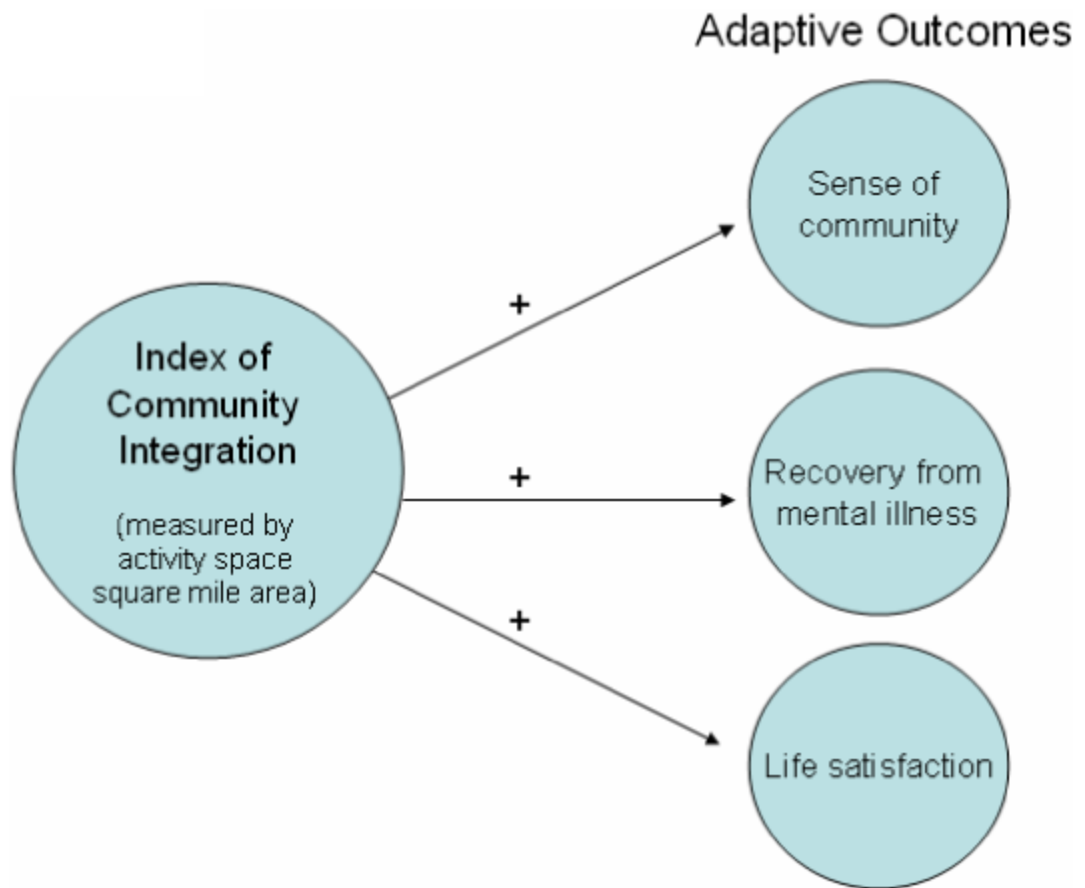 Adaptive Outcomes
Sense of
community
+
Index of
Community
Integration
(measured by
activity space
square mile area)
+
Recovery from
mental illness
+
Life satisfaction